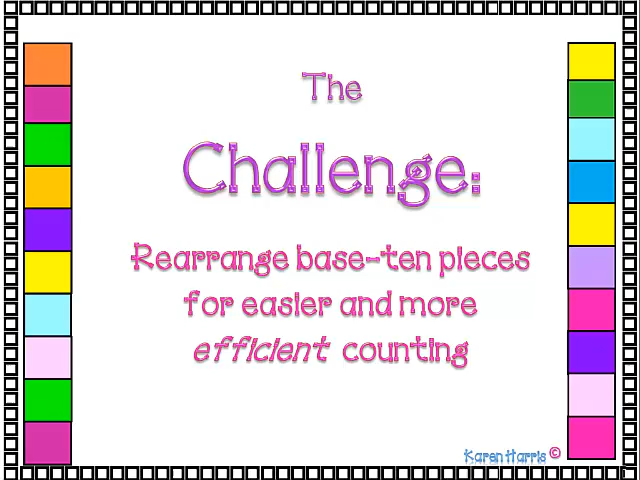 The
Challenge:
Rearrange base-ten pieces
for easier and more
efficient counting
Karen Harris ©